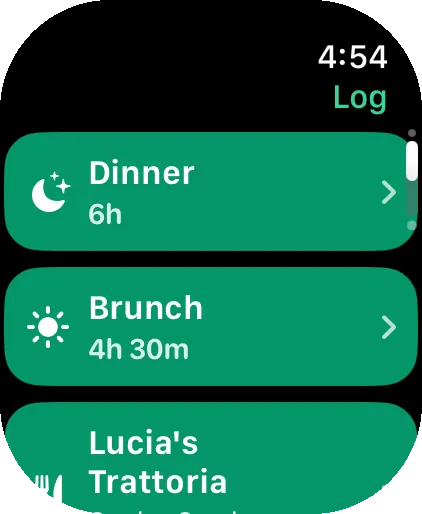 4:54
Log
Dinner
6h
Brunch
4h 30m
Lucia's
Trattoria